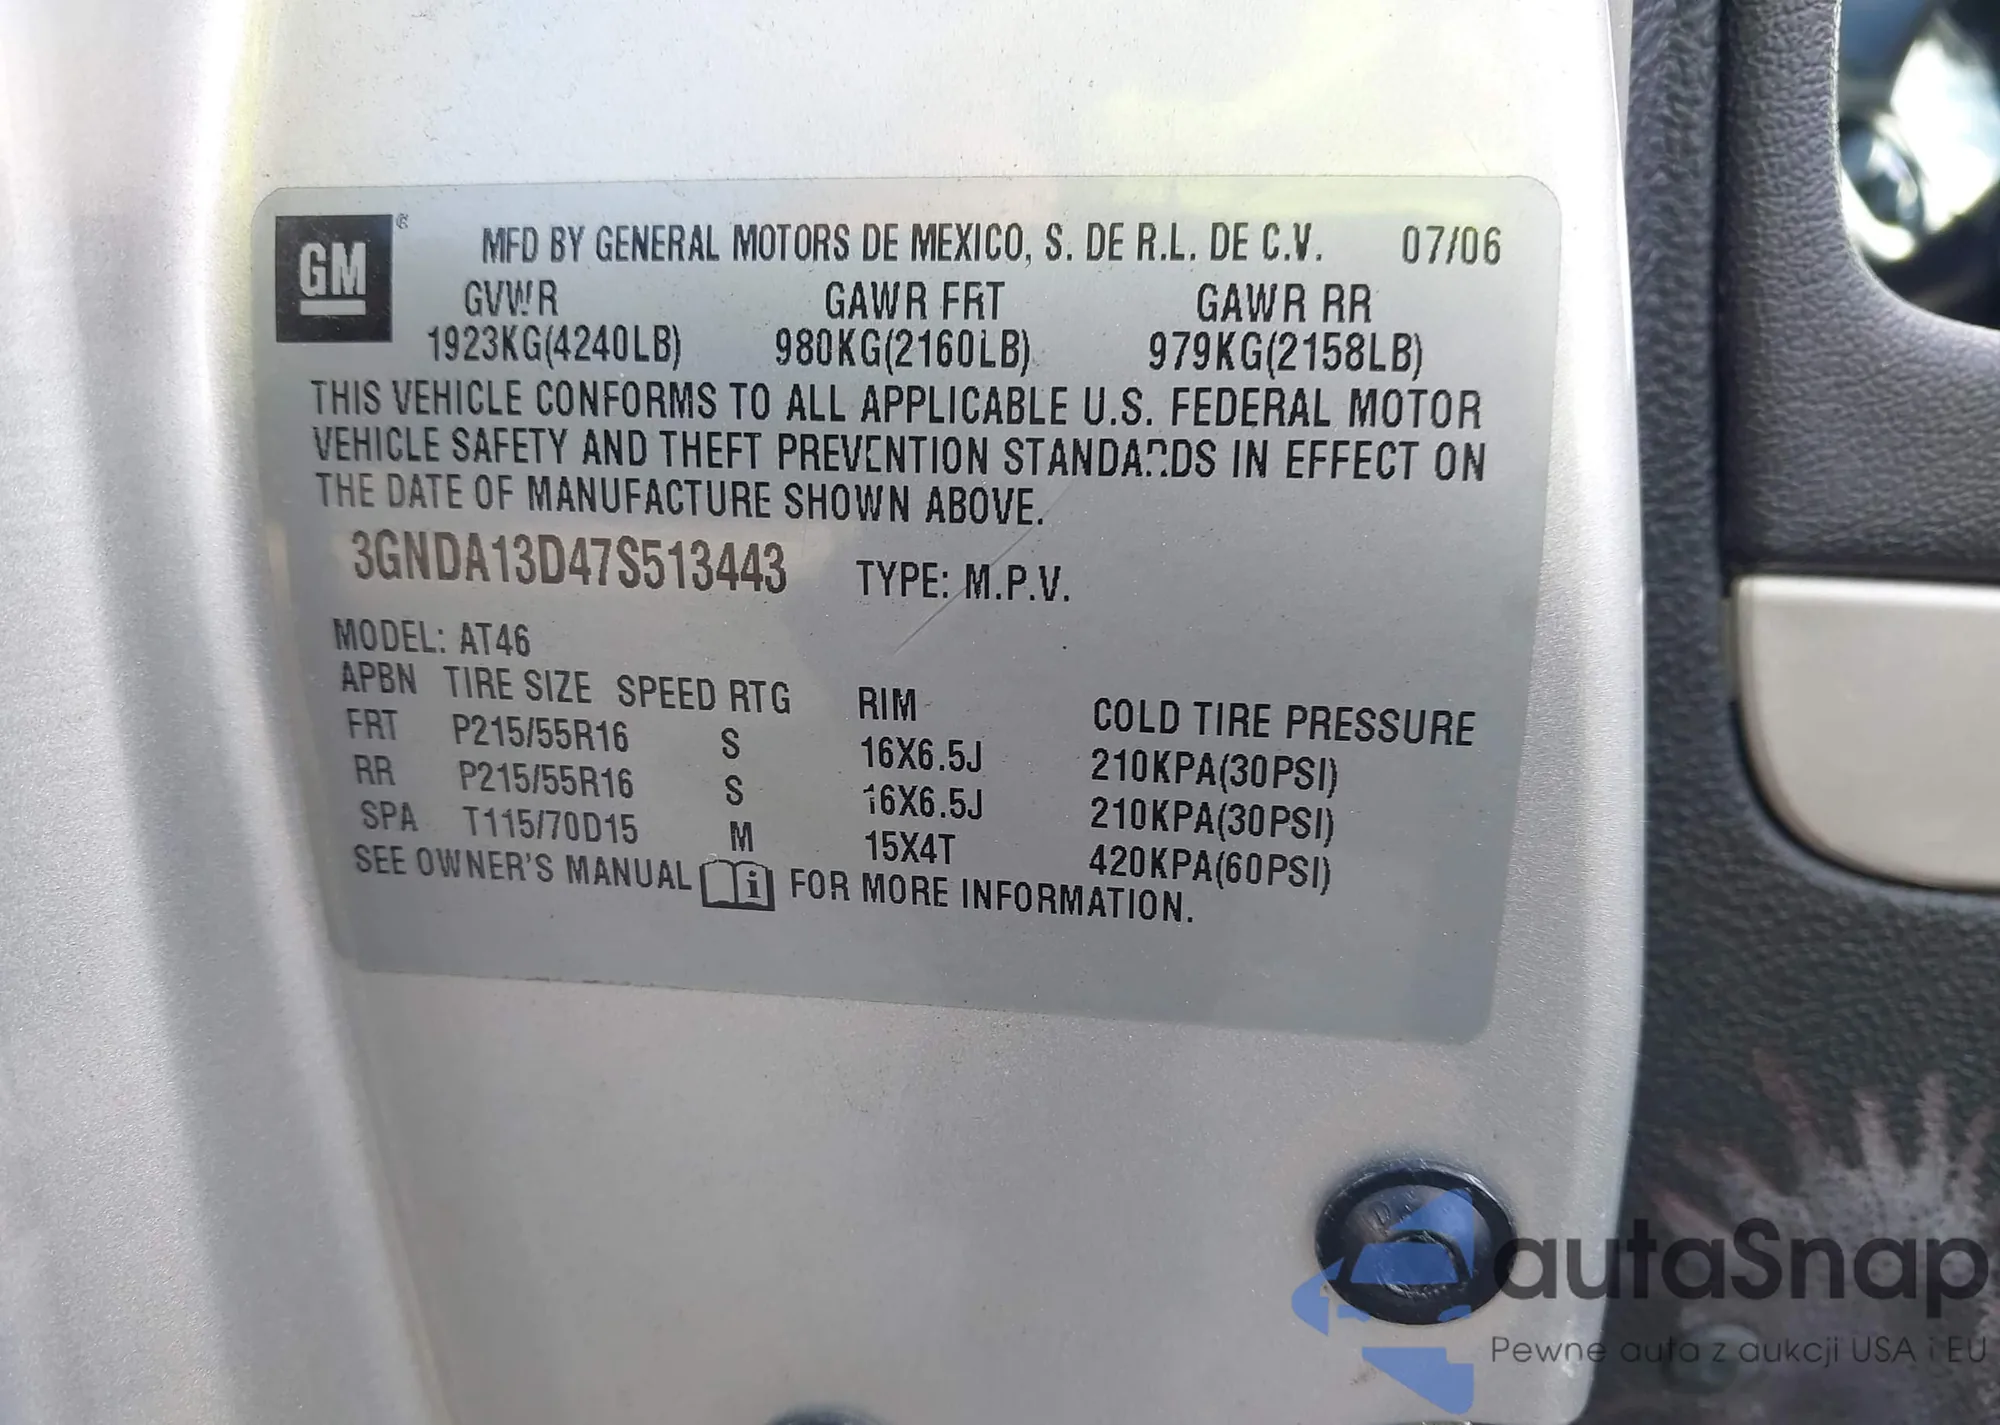 GM ®
MFD BY GENERAL MOTORS DE MEXICO, S. DE R.L. DE C.V. 07/06
GVWR GAWR FRT GAWR RR
1923KG(4240LB) 980KG(2160LB) 979KG(2158LB)
THIS VEHICLE CONFORMS TO ALL APPLICABLE U.S. FEDERAL MOTOR
VEHICLE SAFETY AND THEFT PREVENTION STANDARDS IN EFFECT ON
THE DATE OF MANUFACTURE SHOWN ABOVE.
3GNDA13D47S513443 TYPE: M.P.V.
MODEL: AT46
APBN TIRE SIZE SPEED RTG RIM COLD TIRE PRESSURE
FRT P215/55R16 S 16X6.5J 210KPA(30PSI)
RR P215/55R16 S 16X6.5J 210KPA(30PSI)
SPA T115/70D15 M 15X4T 420KPA(60PSI)
SEE OWNER'S MANUAL i FOR MORE INFORMATION.
autaSnap
Pewne auta z aukcji USA i EU